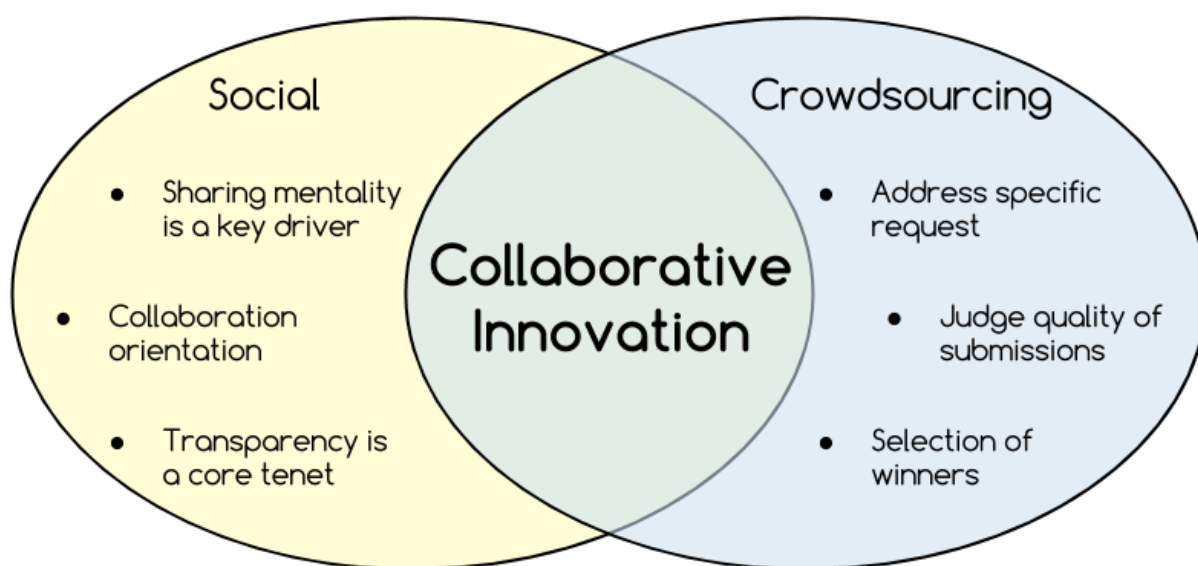 Social
● Sharing mentality
is a key driver
● Collaboration
orientation
● Transparency is
a core tenet
Collaborative
Innovation
Crowdsourcing
● Address specific
request
● Judge quality of
submissions
● Selection of
winners